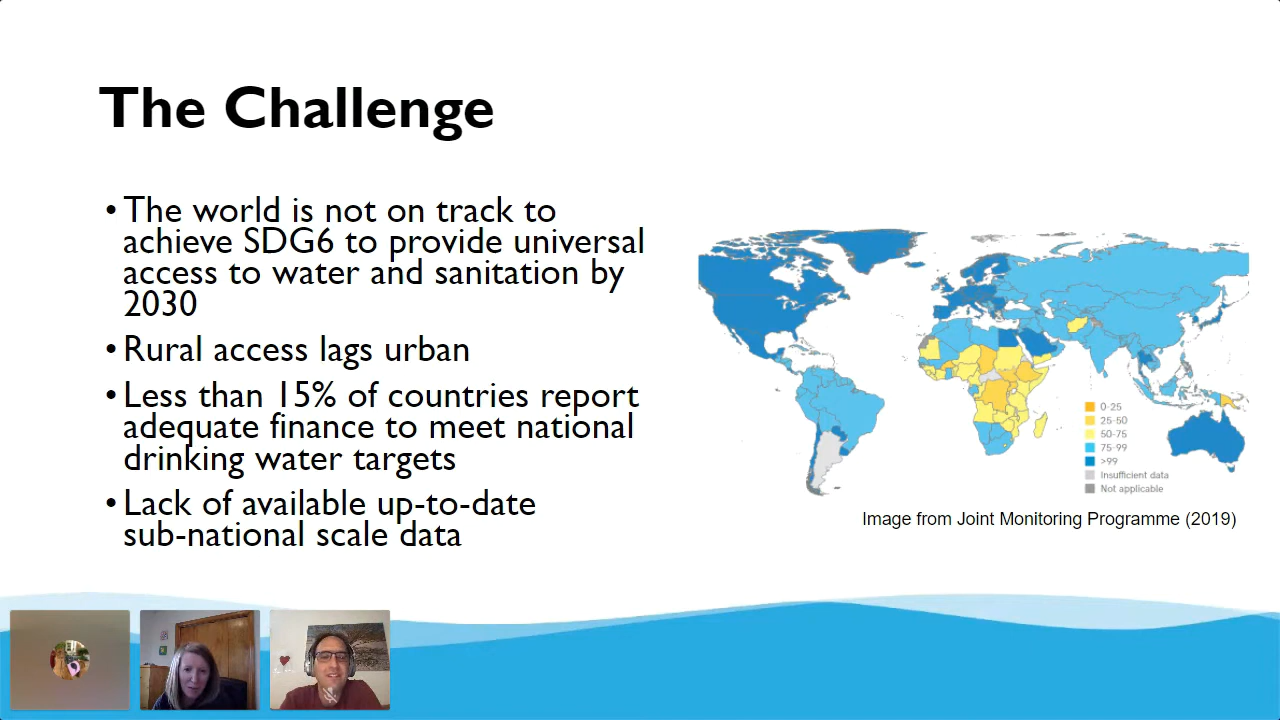 The Challenge
• The world is not on track to
achieve SDG6 to provide universal
access to water and sanitation by
2030
• Rural access lags urban
• Less than 15% of countries report
adequate finance to meet national
drinking water targets
• Lack of available up-to-date
sub-national scale data
0-25
25-50
50-75
75-99
>99
Insufficient data
Not applicable
Image from Joint Monitoring Programme (2019)